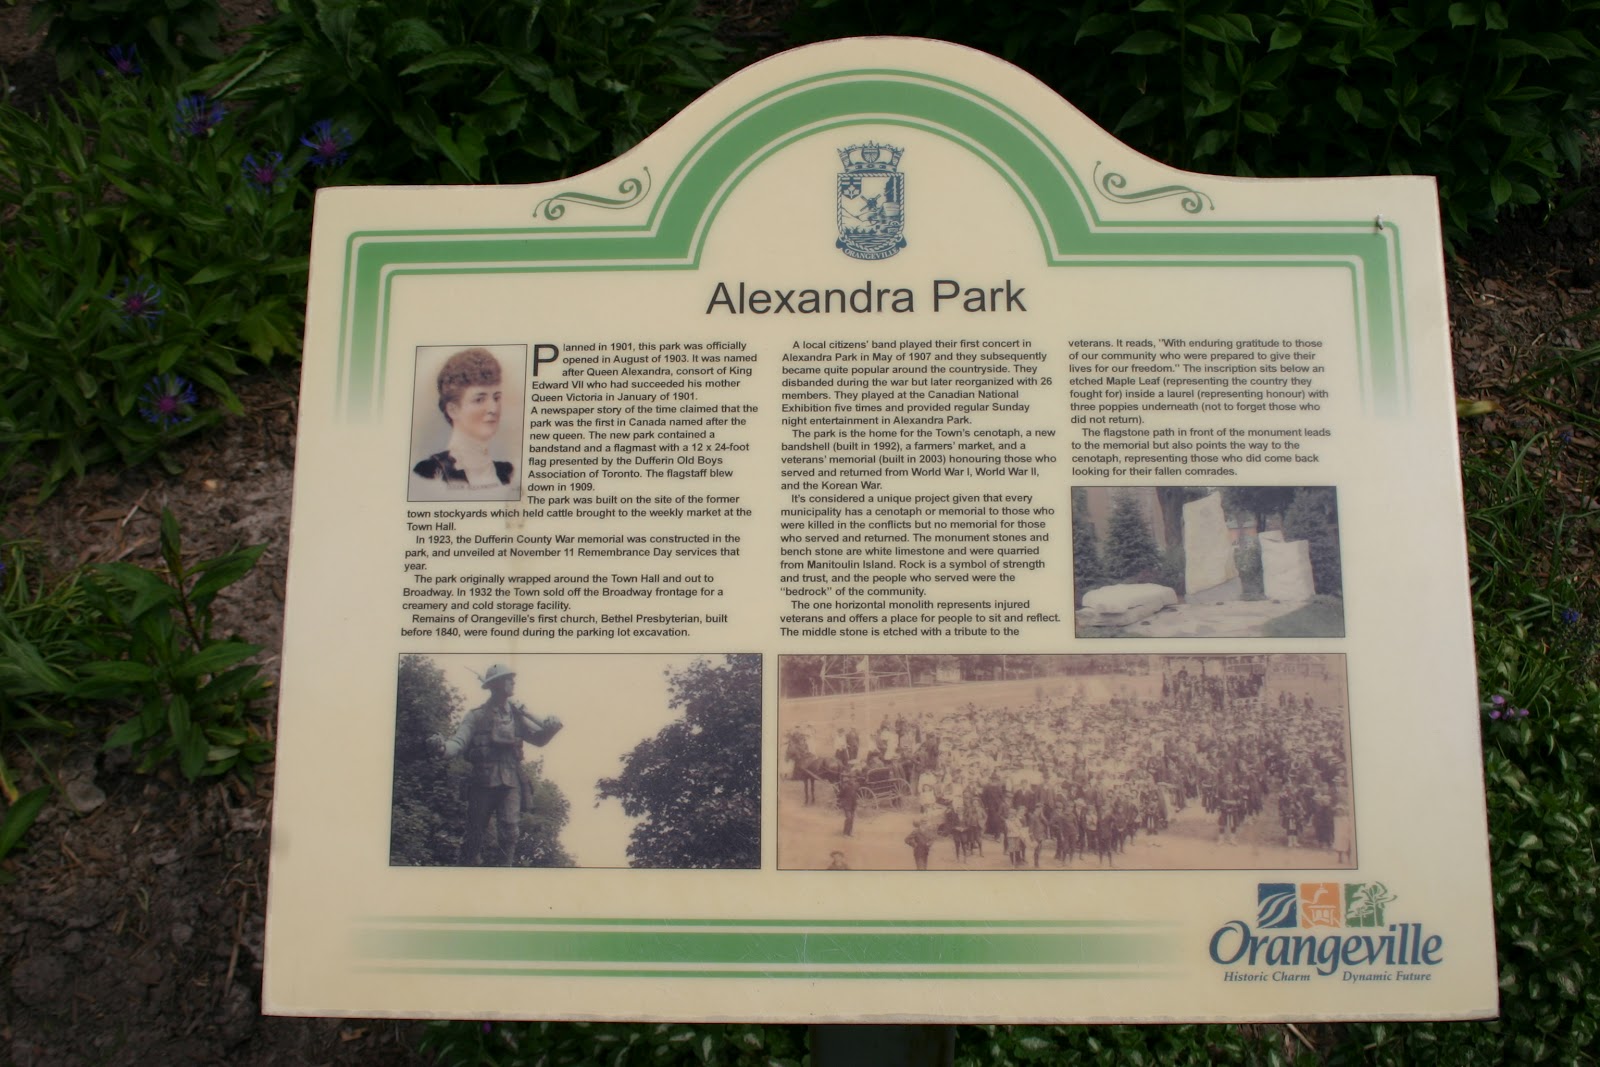 ORANGEVILLE
Alexandra Park
Planned in 1901, this park was officially
opened in August of 1903. It was named
after Queen Alexandra, consort of King
Edward VII who had succeeded his mother
Queen Victoria in January of 1901.
A newspaper story of the time claimed that the
park was the first in Canada named after the
new queen. The new park contained a
bandstand and a flagmast with a 12 x 24-foot
flag presented by the Dufferin Old Boys
Association of Toronto. The flagstaff blew
down in 1909.
The park was built on the site of the former
town stockyards which held cattle brought to the weekly market at the
Town Hall.
In 1923, the Dufferin County War memorial was constructed in the
park, and unveiled at November 11 Remembrance Day services that
year.
The park originally wrapped around the Town Hall and out to
Broadway. In 1932 the Town sold off the Broadway frontage for a
creamery and cold storage facility.
Remains of Orangeville's first church, Bethel Presbyterian, built
before 1840, were found during the parking lot excavation.
A local citizens' band played their first concert in
Alexandra Park in May of 1907 and they subsequently
became quite popular around the countryside. They
disbanded during the war but later reorganized with 26
members. They played at the Canadian National
Exhibition five times and provided regular Sunday
night entertainment in Alexandra Park.
The park is the home for the Town's cenotaph, a new
bandshell (built in 1992), a farmers' market, and a
veterans' memorial (built in 2003) honouring those who
served and returned from World War I, World War II,
and the Korean War.
It's considered a unique project given that every
municipality has a cenotaph or memorial to those who
were killed in the conflicts but no memorial for those
who served and returned. The monument stones and
bench stone are white limestone and were quarried
from Manitoulin Island. Rock is a symbol of strength
and trust, and the people who served were the
"bedrock" of the community.
The one horizontal monolith represents injured
veterans and offers a place for people to sit and reflect.
The middle stone is etched with a tribute to the
veterans. It reads, "With enduring gratitude to those
of our community who were prepared to give their
lives for our freedom." The inscription sits below an
etched Maple Leaf (representing the country they
fought for) inside a laurel (representing honour) with
three poppies underneath (not to forget those who
did not return).
The flagstone path in front of the monument leads
to the memorial but also points the way to the
cenotaph, representing those who did come back
looking for their fallen comrades.
Orangeville
Historic Charm Dynamic Future